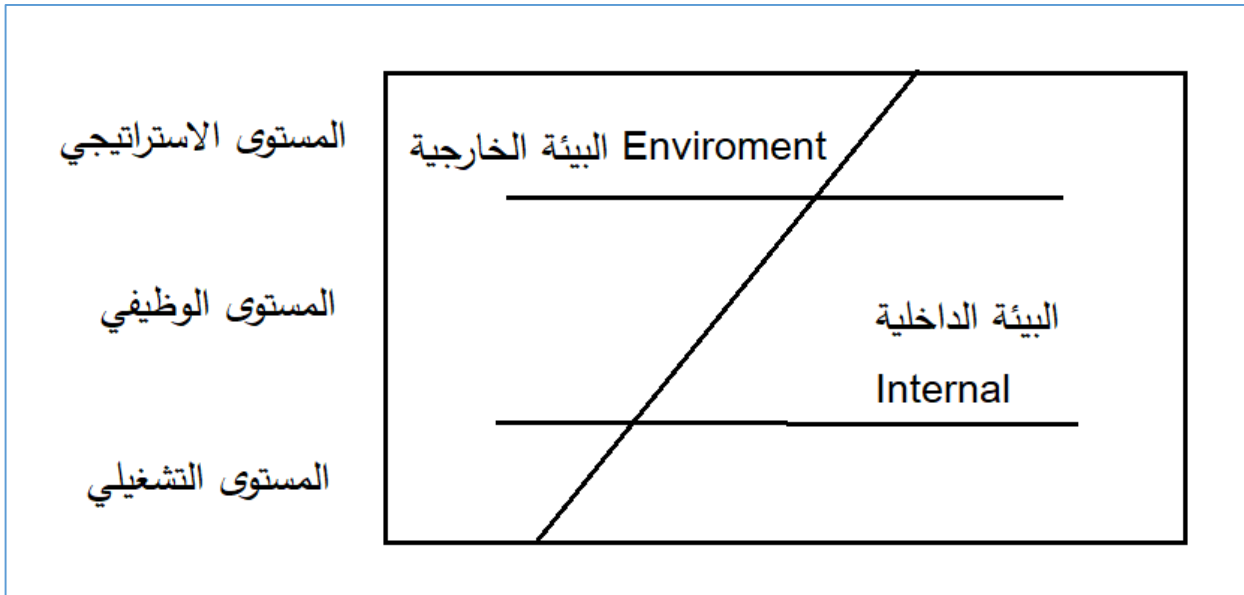 المستوى الاستراتيجي
البيئة الخارجية Enviroment
المستوى الوظيفي
البيئة الداخلية
Internal
المستوى التشغيلي